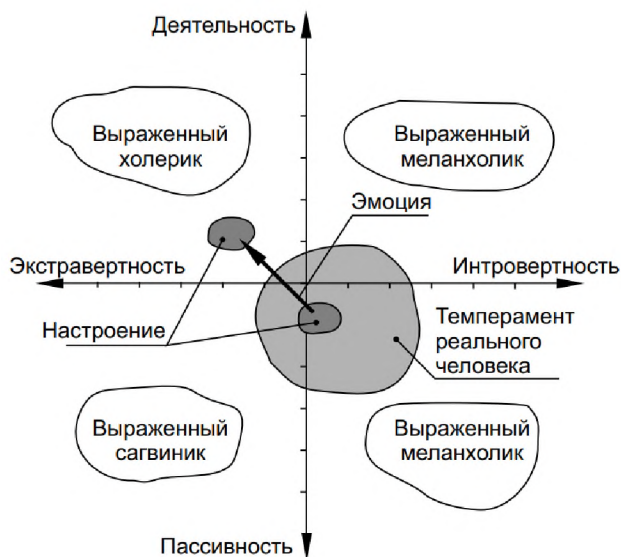 Деятельность
Выраженный
холерик
Выраженный
меланхолик
Эмоция
Экстравертность
Интровертность
Настроение
Темперамент
реального
человека
Выраженный
сагвиник
Выраженный
меланхолик
Пассивность